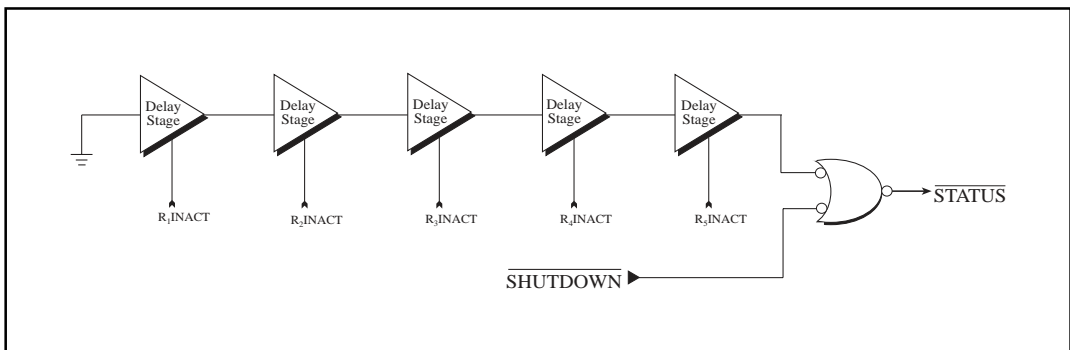 Delay
Stage
Delay
Stage
Delay
Stage
Delay
Stage
Delay
Stage
R₁INACT
R₂INACT
R₃INACT
R₄INACT
R₅INACT
STATUS
SHUTDOWN